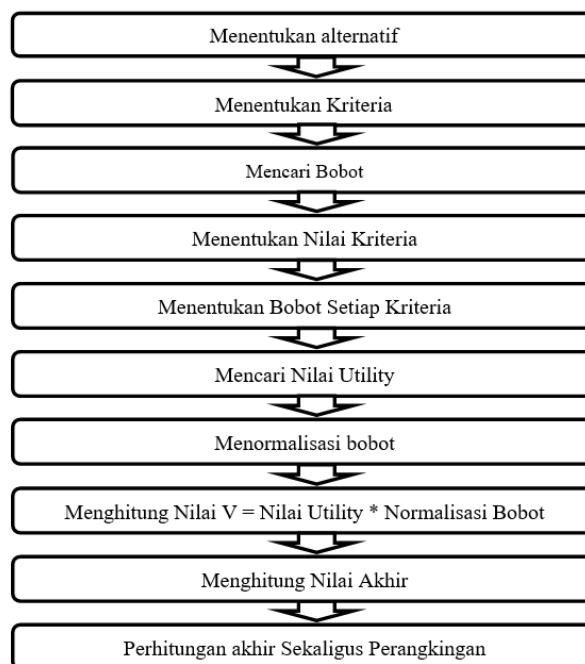 Menentukan alternatif
Menentukan Kriteria
Mencari Bobot
Menentukan Nilai Kriteria
Menentukan Bobot Setiap Kriteria
Mencari Nilai Utility
Menormalisasi bobot
Menghitung Nilai V = Nilai Utility * Normalisasi Bobot
Menghitung Nilai Akhir
Perhitungan akhir Sekaligus Perangkingan